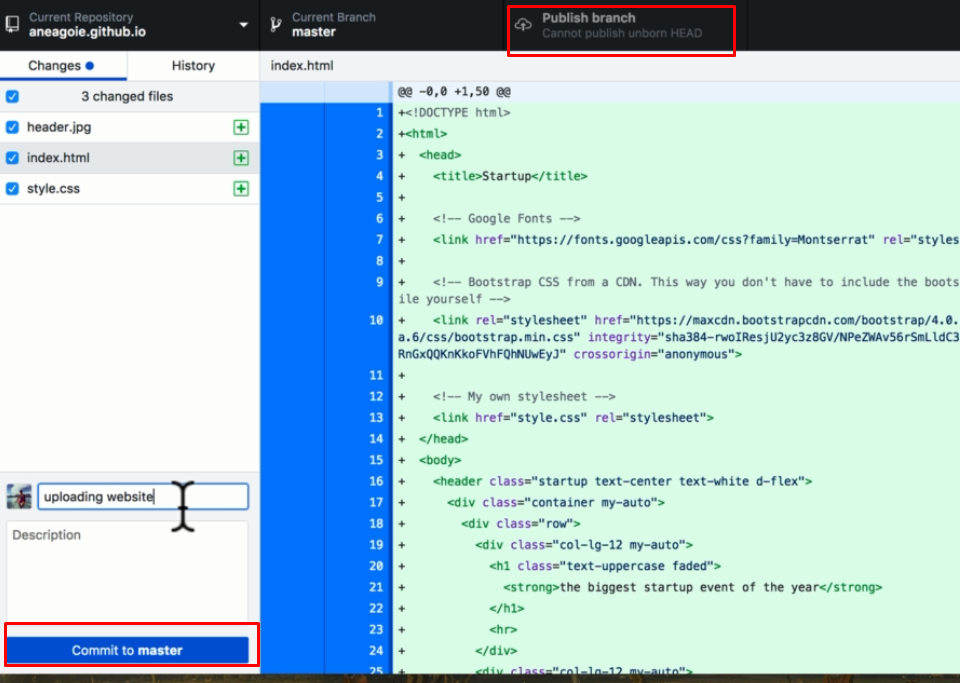 Current Repository
aneagoie.github.io
Current Branch
master
Publish branch
Cannot publish unborn HEAD
Changes
History
3 changed files
header.jpg
index.html
style.css
uploading website
Description
Commit to master
index.html
@@ -0,0 +1,50 @@
1 +<!DOCTYPE html>
2 +<html>
3 + <head>
4 + <title>Startup</title>
5 +
6 + <!-- Google Fonts -->
7 + <link href="https://fonts.googleapis.com/css?family=Montserrat" rel="styles
8 +
9 + <!-- Bootstrap CSS from a CDN. This way you don't have to include the boots
ile yourself -->
10 + <link rel="stylesheet" href="https://maxcdn.bootstrapcdn.com/bootstrap/4.0.
a.6/css/bootstrap.min.css" integrity="sha384-rwoIResjU2yc3z8GV/NPeZWAv56rSmLldC3
RnGxQQKnKkoFVhFQhNUwEyJ" crossorigin="anonymous">
11 +
12 + <!-- My own stylesheet -->
13 + <link href="style.css" rel="stylesheet">
14 + </head>
15 + <body>
16 + <header class="startup text-center text-white d-flex">
17 + <div class="container my-auto">
18 + <div class="row">
19 + <div class="col-lg-12 my-auto">
20 + <h1 class="text-uppercase faded">
21 + <strong>the biggest startup event of the year</strong>
22 + </h1>
23 + <hr>
24 + </div>
25 + <div class="col-lg-12 my-auto">